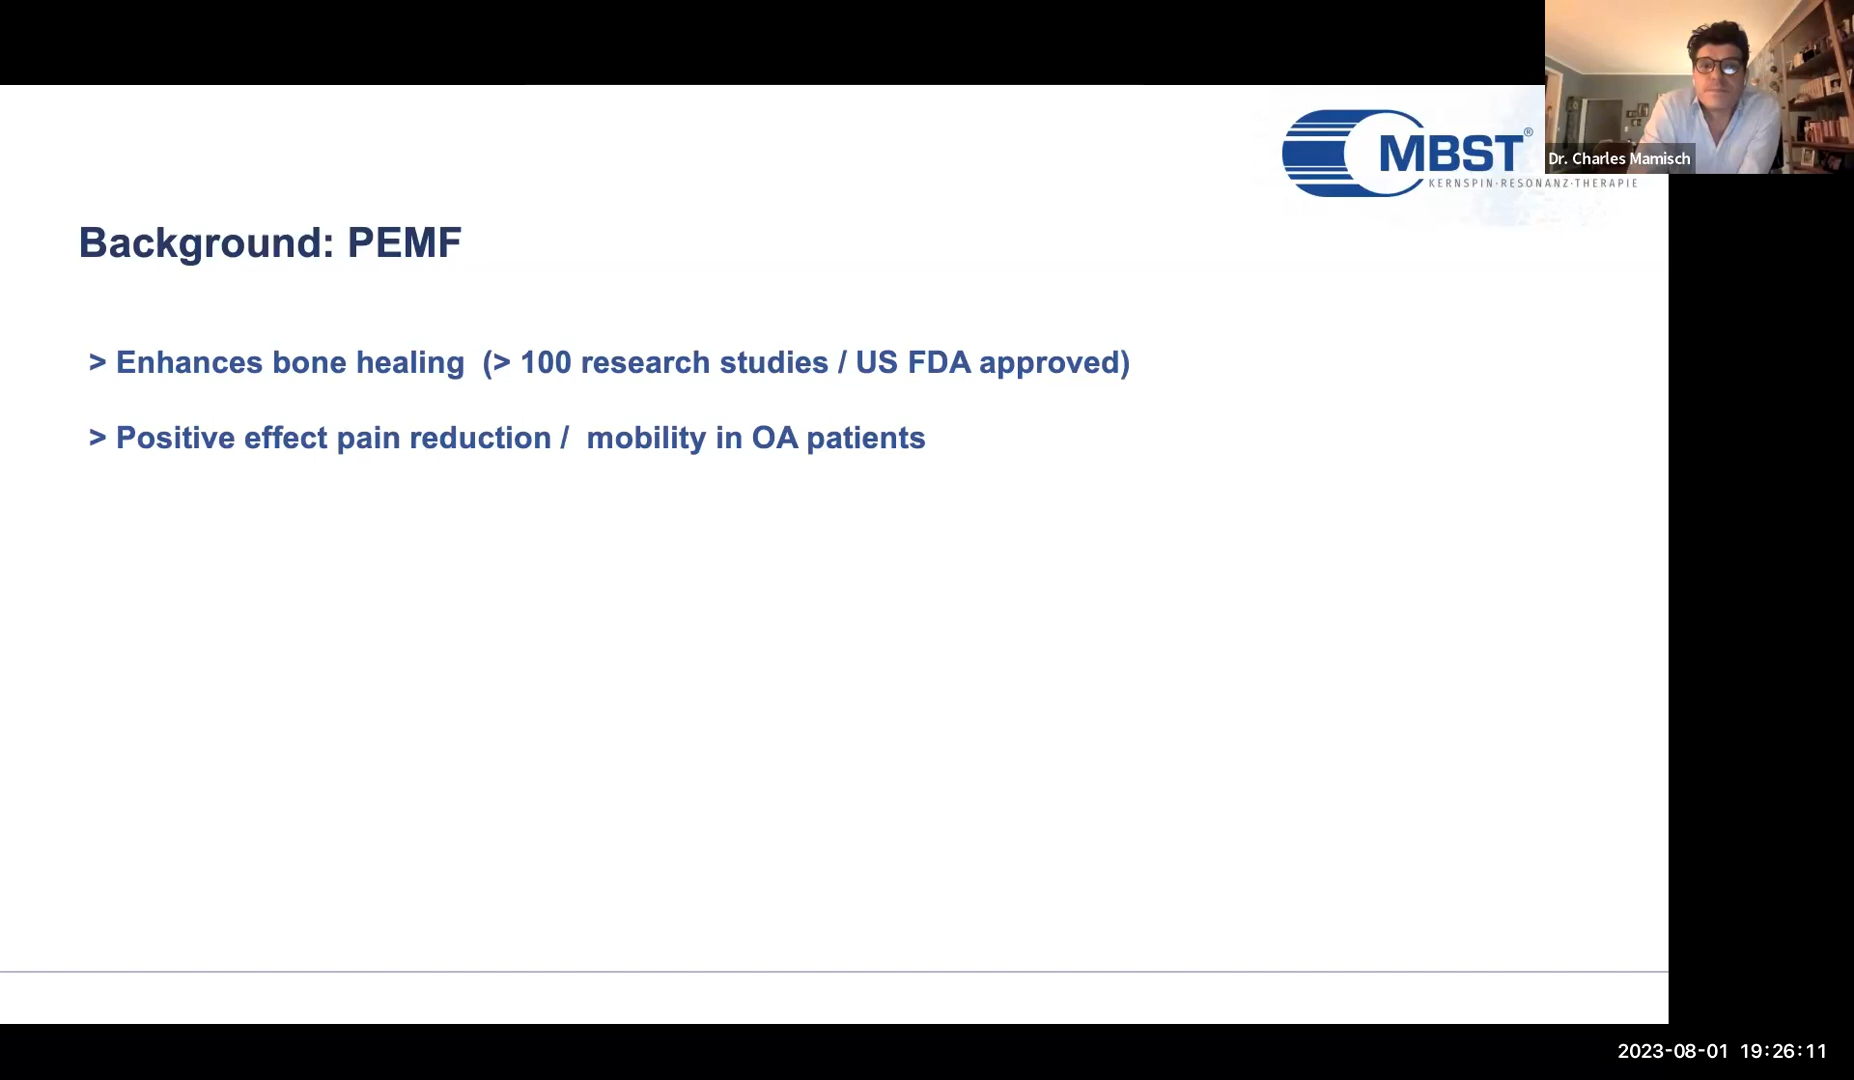 MBST®
KERNSPIN·RESONANZ·THERAPIE
Dr. Charles Mamisch
Background: PEMF
> Enhances bone healing  (> 100 research studies / US FDA approved)
> Positive effect pain reduction /  mobility in OA patients
2023-08-01 19:26:11